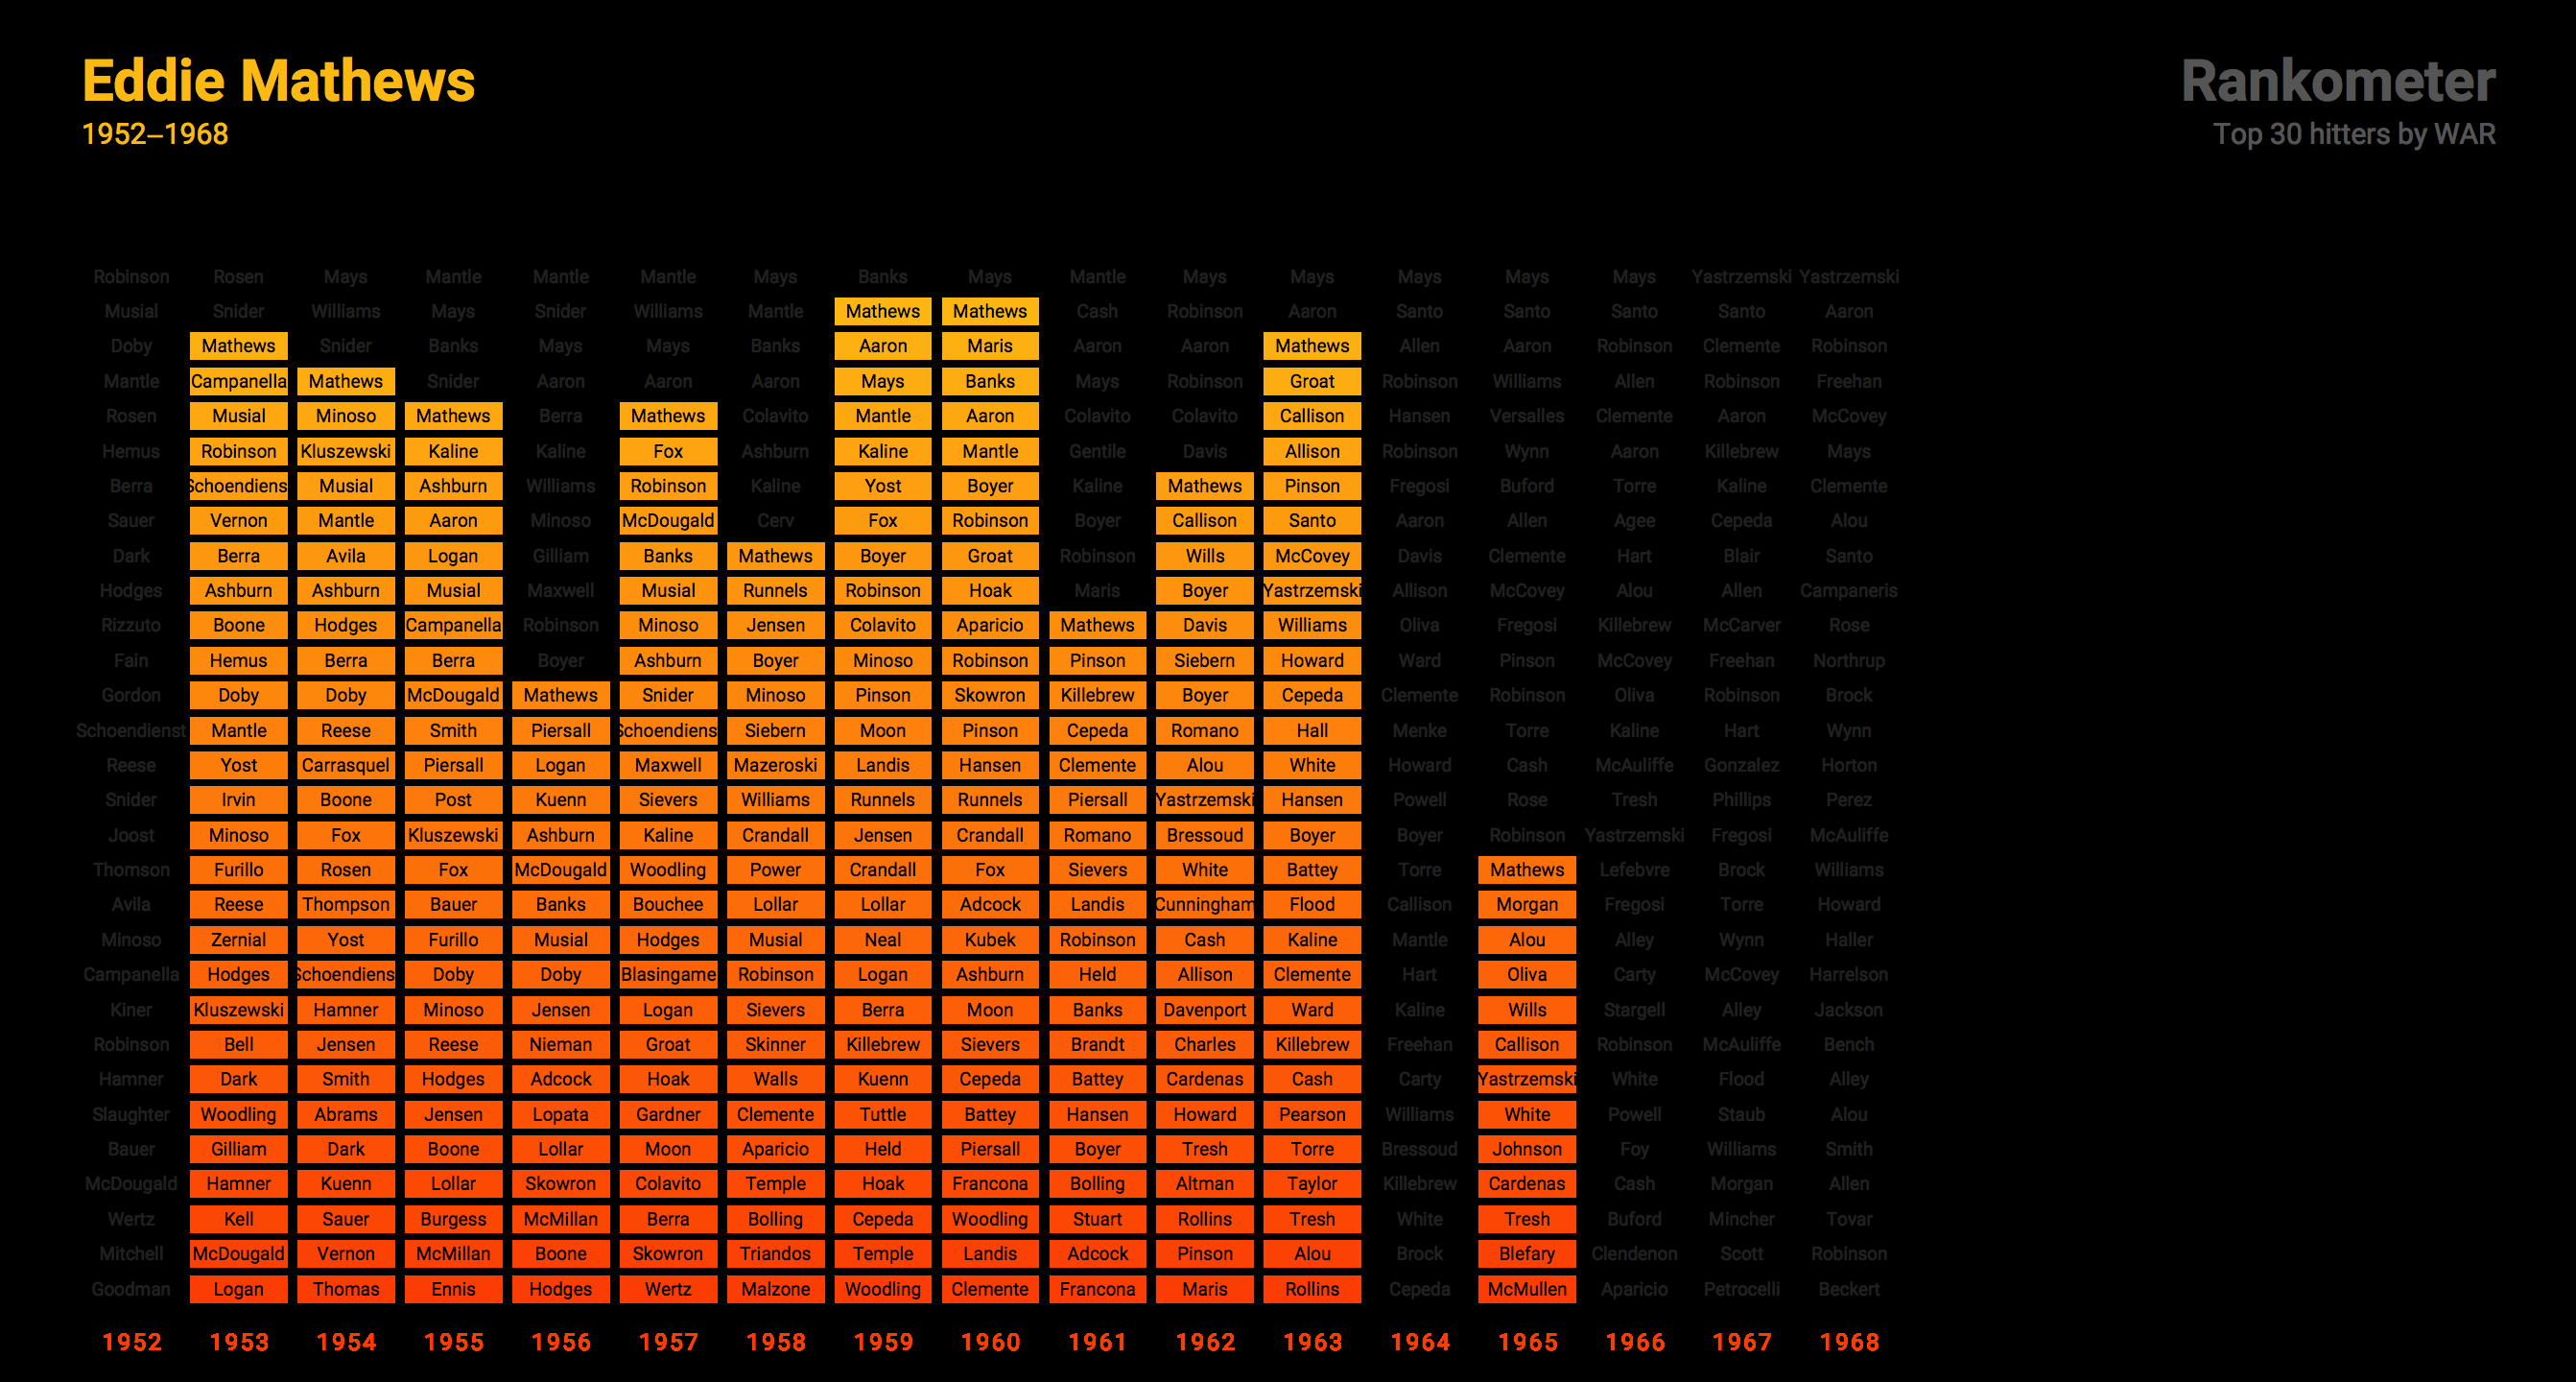 Eddie Mathews
1952–1968
Rankometer
Top 30 hitters by WAR
Robinson Rosen Mays Mantle Mantle Mantle Mays Banks Mays Mantle Mays Mays Mays Mays Mays Yastrzemski Yastrzemski
Musial Snider Williams Mays Snider Williams Mantle Mathews Mathews Cash Robinson Aaron Santo Santo Santo Santo Aaron
Doby Mathews Snider Banks Mays Mays Banks Aaron Maris Aaron Aaron Mathews Allen Aaron Robinson Clemente Robinson
Mantle Campanella Mathews Snider Aaron Aaron Aaron Mays Banks Mays Robinson Groat Robinson Williams Allen Robinson Freehan
Rosen Musial Minoso Mathews Berra Mathews Colavito Mantle Aaron Colavito Colavito Callison Hansen Versalles Clemente Aaron McCovey
Hemus Robinson Kluszewski Kaline Kaline Fox Ashburn Kaline Mantle Gentile Davis Allison Robinson Wynn Aaron Killebrew Mays
Berra Schoendiens Musial Ashburn Williams Robinson Kaline Yost Boyer Kaline Mathews Pinson Fregosi Buford Torre Kaline Clemente
Sauer Vernon Mantle Aaron Minoso McDougald Cerv Fox Robinson Boyer Callison Santo Aaron Allen Agee Cepeda Alou
Dark Berra Avila Logan Gilliam Banks Mathews Boyer Groat Robinson Wills McCovey Davis Clemente Hart Blair Santo
Hodges Ashburn Ashburn Musial Maxwell Musial Runnels Robinson Hoak Maris Boyer Yastrzemski Allison McCovey Alou Allen Campaneris
Rizzuto Boone Hodges Campanella Robinson Minoso Jensen Colavito Aparicio Mathews Davis Williams Oliva Fregosi Killebrew McCarver Rose
Fain Hemus Berra Berra Boyer Ashburn Boyer Minoso Robinson Pinson Siebern Howard Ward Pinson McCovey Freehan Northrup
Gordon Doby Doby McDougald Mathews Snider Minoso Pinson Skowron Killebrew Boyer Cepeda Clemente Robinson Oliva Robinson Brock
Schoendienst Mantle Reese Smith Piersall Schoendiens Siebern Moon Pinson Cepeda Romano Hall Menke Torre Kaline Hart Wynn
Reese Yost Carrasquel Piersall Logan Maxwell Mazeroski Landis Hansen Clemente Alou White Howard Cash McAuliffe Gonzalez Horton
Snider Irvin Boone Post Kuenn Sievers Williams Runnels Runnels Piersall Yastrzemski Hansen Powell Rose Tresh Phillips Perez
Joost Minoso Fox Kluszewski Ashburn Kaline Crandall Jensen Crandall Romano Bressoud Boyer Boyer Robinson Yastrzemski Fregosi McAuliffe
Thomson Furillo Rosen Fox McDougald Woodling Power Crandall Fox Sievers White Battey Torre Mathews Lefebvre Brock Williams
Avila Reese Thompson Bauer Banks Bouchee Lollar Lollar Adcock Landis Cunningham Flood Callison Morgan Fregosi Torre Howard
Minoso Zernial Yost Furillo Musial Hodges Musial Neal Kubek Robinson Cash Kaline Mantle Alou Alley Wynn Haller
Campanella Hodges Schoendiens Doby Doby Blasingame Robinson Logan Ashburn Held Allison Clemente Hart Oliva Carty McCovey Harrelson
Kiner Kluszewski Hamner Minoso Jensen Logan Sievers Berra Moon Banks Davenport Ward Kaline Wills Stargell Alley Jackson
Robinson Bell Jensen Reese Nieman Groat Skinner Killebrew Sievers Brandt Charles Killebrew Freehan Callison Robinson McAuliffe Bench
Hamner Dark Smith Hodges Adcock Hoak Walls Kuenn Cepeda Battey Cardenas Cash Carty Yastrzemski White Flood Alley
Slaughter Woodling Abrams Jensen Lopata Gardner Clemente Tuttle Battey Hansen Howard Pearson Williams White Powell Staub Alou
Bauer Gilliam Dark Boone Lollar Moon Aparicio Held Piersall Boyer Tresh Torre Bressoud Johnson Foy Williams Smith
McDougald Hamner Kuenn Lollar Skowron Colavito Temple Hoak Francona Bolling Altman Taylor Killebrew Cardenas Cash Morgan Allen
Wertz Kell Sauer Burgess McMillan Berra Bolling Cepeda Woodling Stuart Rollins Tresh White Tresh Buford Mincher Tovar
Mitchell McDougald Vernon McMillan Boone Skowron Triandos Temple Landis Adcock Pinson Alou Brock Blefary Clendenon Scott Robinson
Goodman Logan Thomas Ennis Hodges Wertz Malzone Woodling Clemente Francona Maris Rollins Cepeda McMullen Aparicio Petrocelli Beckert
1952 1953 1954 1955 1956 1957 1958 1959 1960 1961 1962 1963 1964 1965 1966 1967 1968